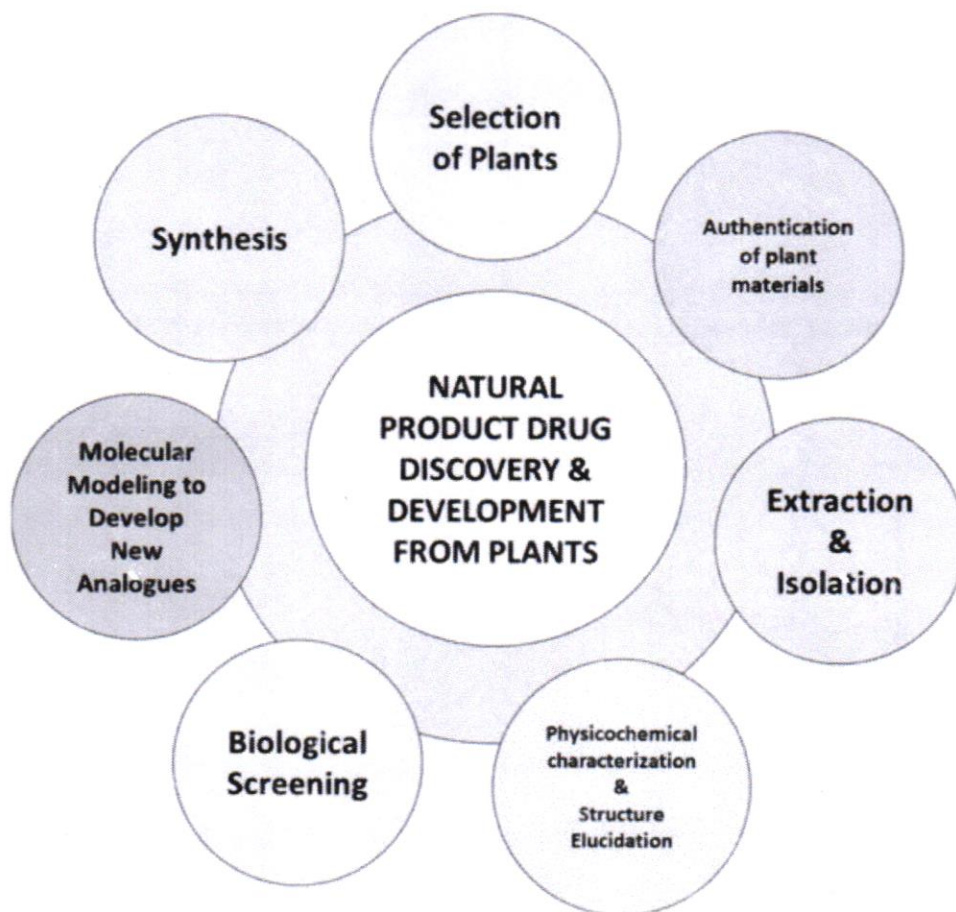 Selection
of Plants
Authentication
of plant
materials
Extraction
&
Isolation
Physicochemical
characterization
&
Structure
Elucidation
Biological
Screening
Molecular
Modeling to
Develop
New
Analogues
Synthesis
NATURAL
PRODUCT DRUG
DISCOVERY &
DEVELOPMENT
FROM PLANTS